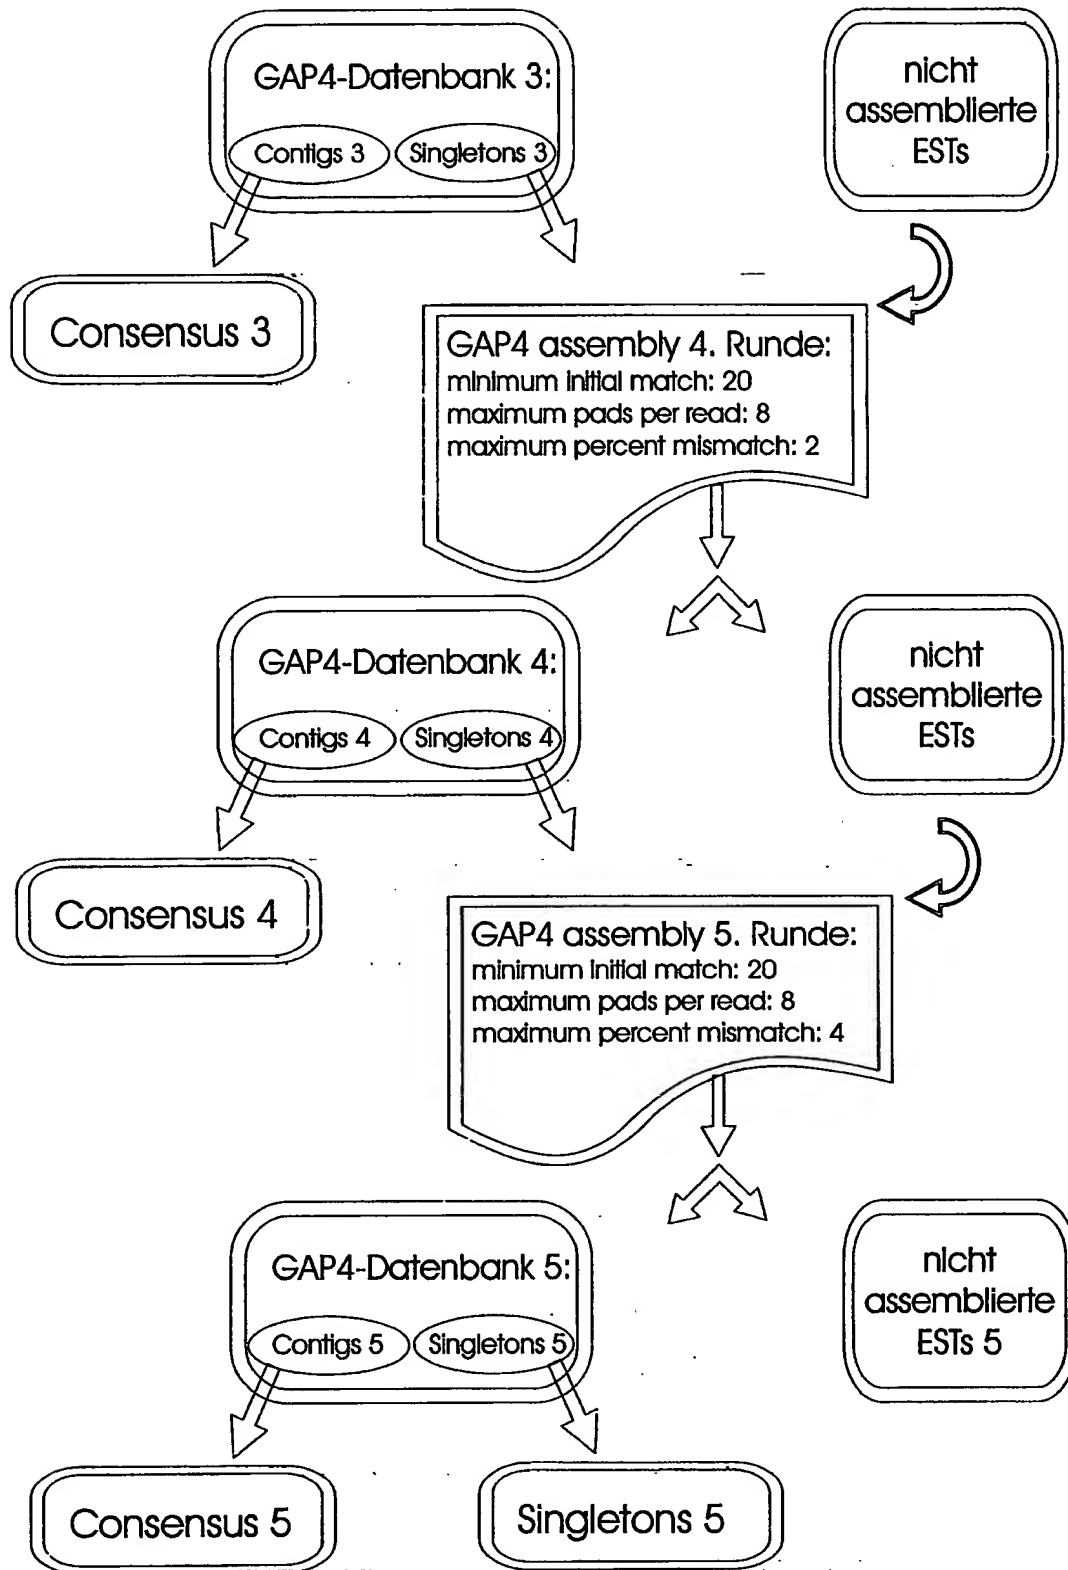 GAP4-Datenbank 3:
Contigs 3
Singletons 3
nicht
assemblierte
ESTs
Consensus 3
GAP4 assembly 4. Runde:
minimum initial match: 20
maximum pads per read: 8
maximum percent mismatch: 2
GAP4-Datenbank 4:
Contigs 4
Singletons 4
nicht
assemblierte
ESTs
Consensus 4
GAP4 assembly 5. Runde:
minimum initial match: 20
maximum pads per read: 8
maximum percent mismatch: 4
GAP4-Datenbank 5:
Contigs 5
Singletons 5
nicht
assemblierte
ESTs 5
Consensus 5
Singletons 5